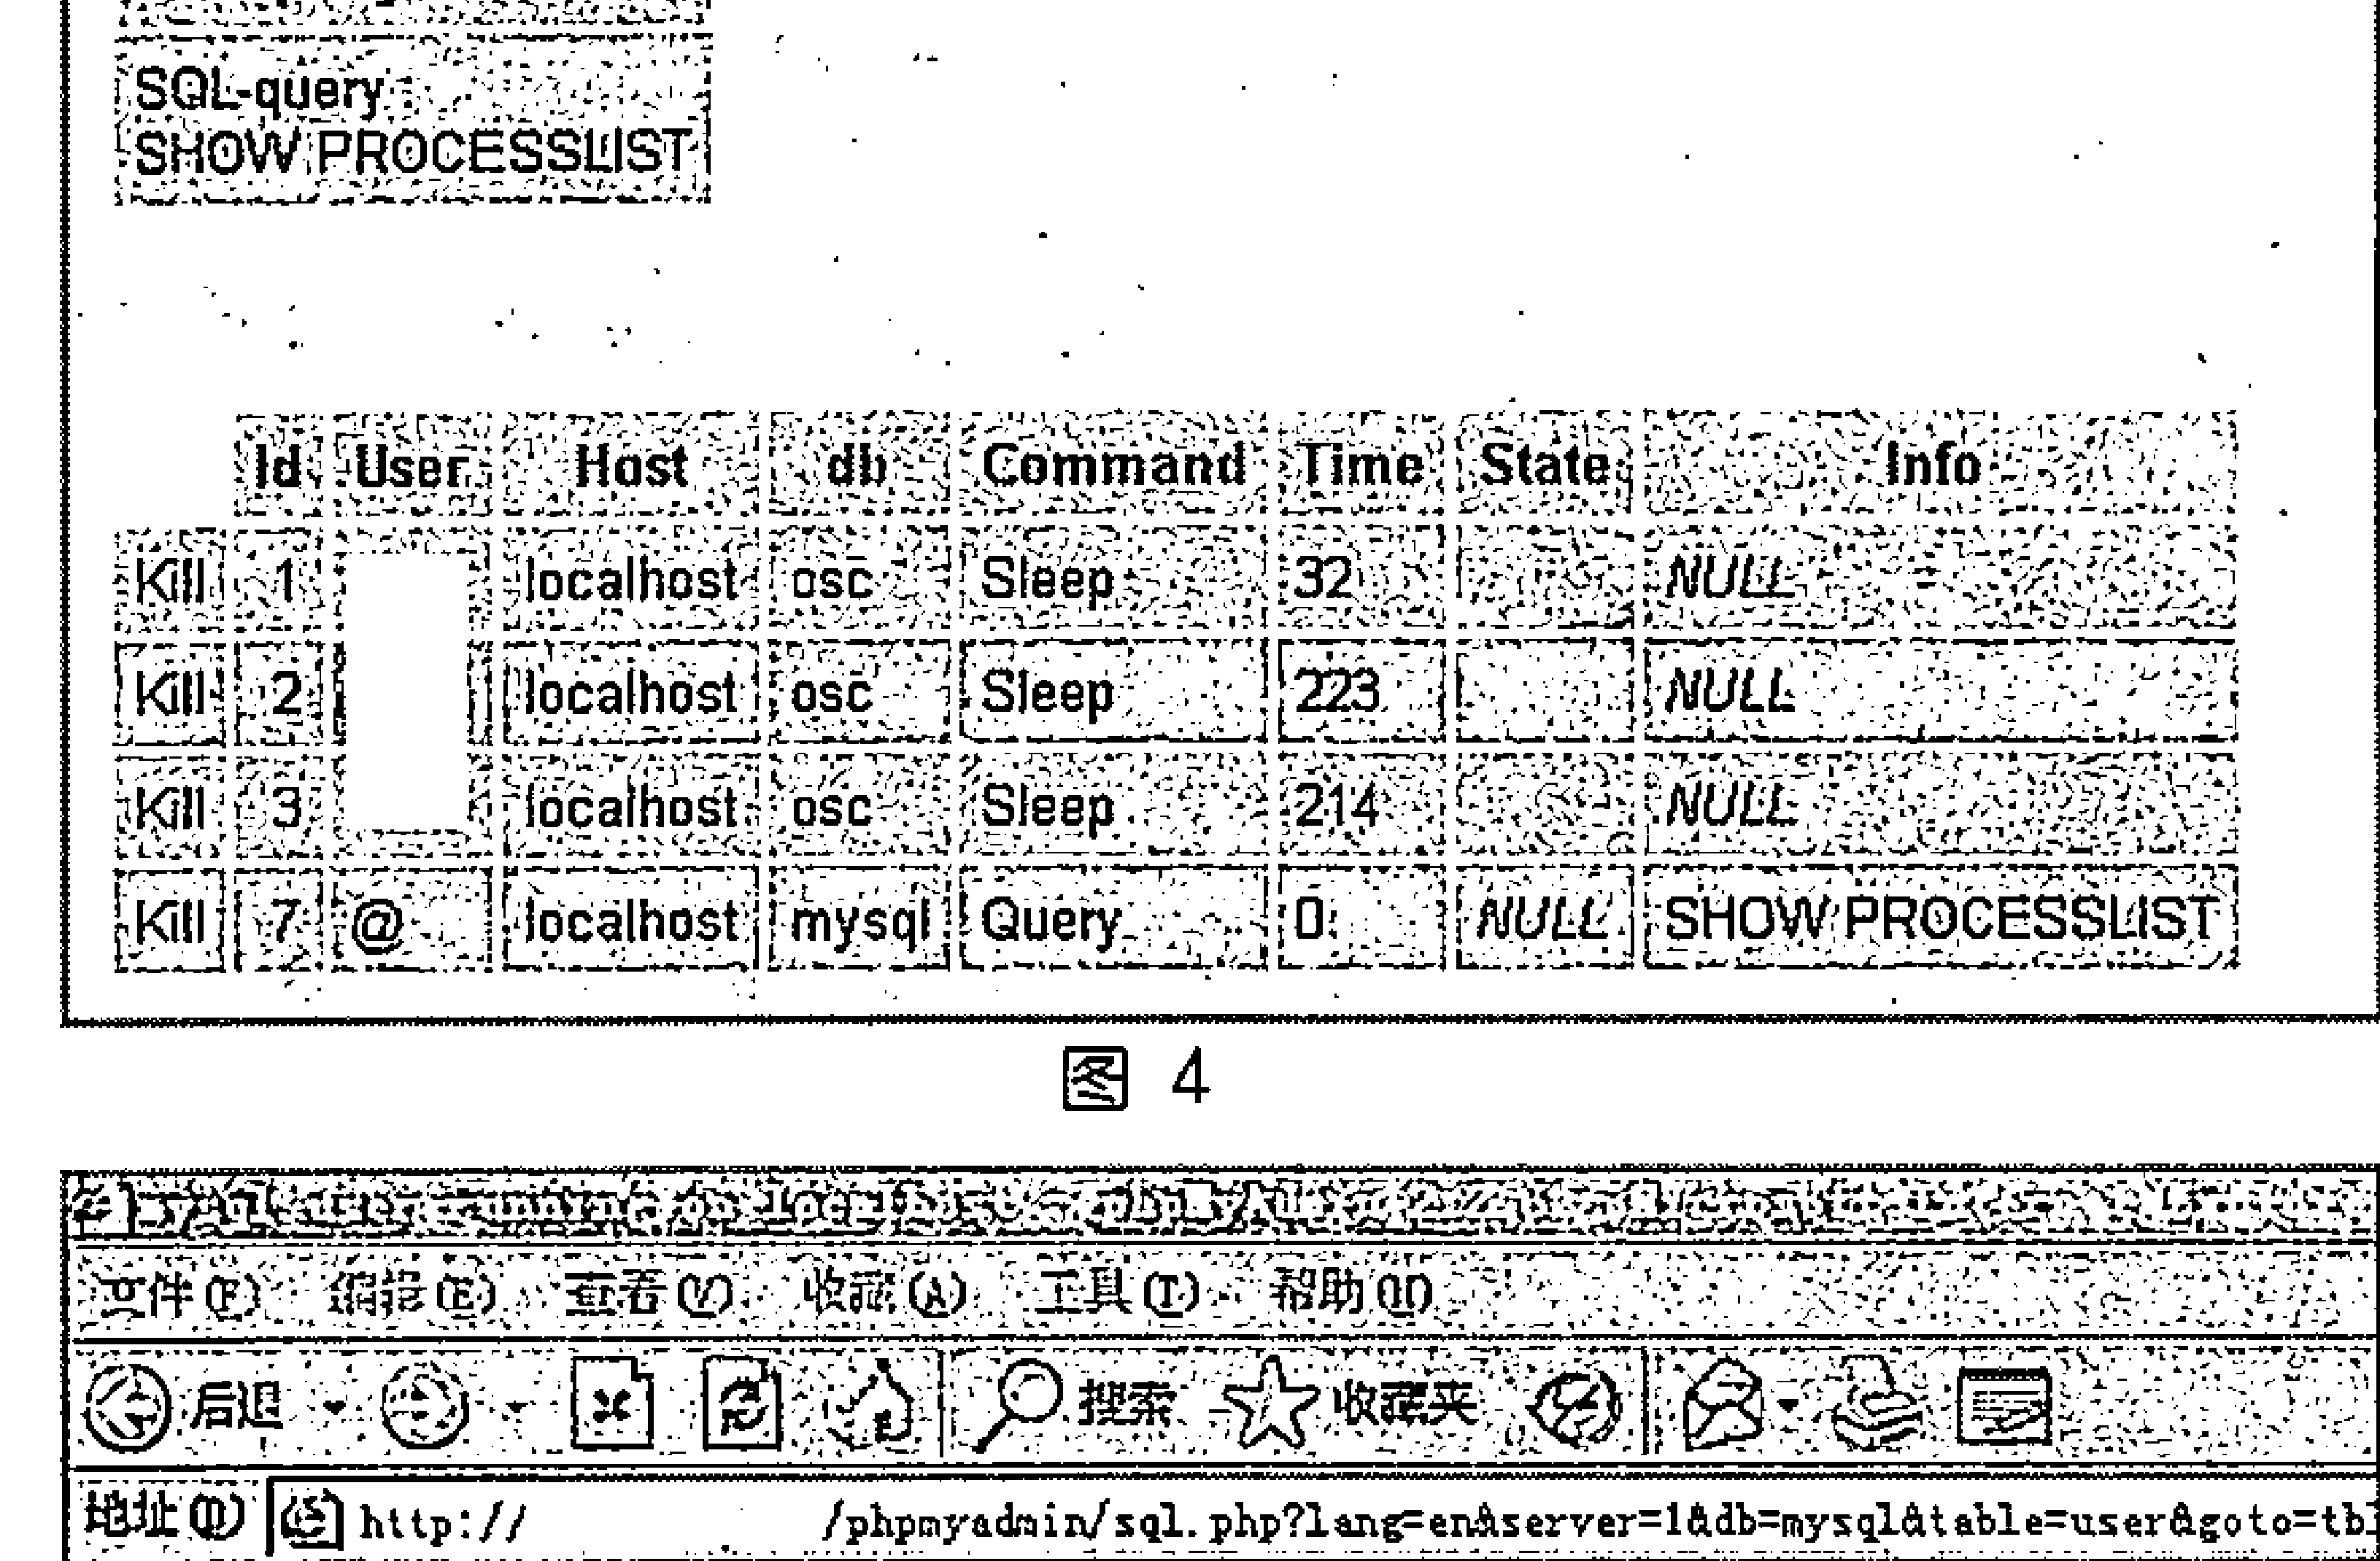 SQL-query
SHOW PROCESSLIST
Id User Host db Command Time State Info
Kill 1 localhost osc Sleep 32 NULL
Kill 2 localhost osc Sleep 223 NULL
Kill 3 localhost osc Sleep 214 NULL
Kill 7 @ localhost mysql Query 0 NULL SHOW PROCESSLIST
图 4
文件(F) 编辑(E) 查看(V) 收藏(A) 工具(T) 帮助(H)
后退 搜索 收藏夹
地址(D) http:// /phpmyadmin/sql.php?lang=en&server=1&db=mysql&table=user&goto=tbl